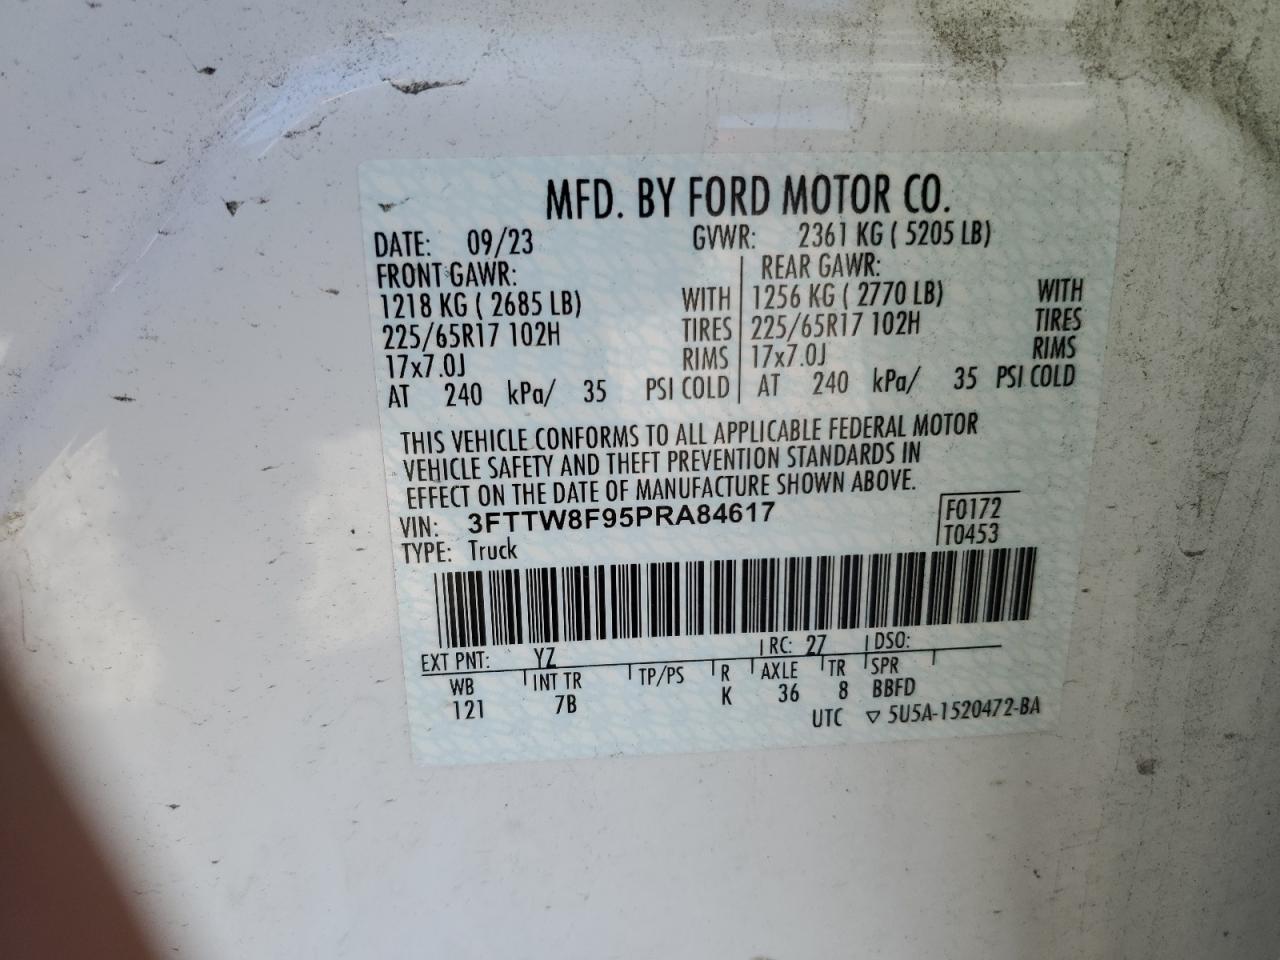 MFD. BY FORD MOTOR CO.
DATE: 09/23 GVWR: 2361 KG ( 5205 LB)
FRONT GAWR: REAR GAWR:
1218 KG ( 2685 LB) WITH 1256 KG ( 2770 LB) WITH
225/65R17 102H TIRES 225/65R17 102H TIRES
17x7.0J RIMS 17x7.0J RIMS
AT 240 kPa/ 35 PSI COLD AT 240 kPa/ 35 PSI COLD
THIS VEHICLE CONFORMS TO ALL APPLICABLE FEDERAL MOTOR
VEHICLE SAFETY AND THEFT PREVENTION STANDARDS IN
EFFECT ON THE DATE OF MANUFACTURE SHOWN ABOVE.
VIN: 3FTTW8F95PRA84617 F0172
TYPE: Truck T0453
EXT PNT: YZ RC: 27 DSO:
WB INT TR TP/PS R AXLE TR SPR
121 7B K 36 8 BBFD
UTC ▽ 5U5A-1520472-BA